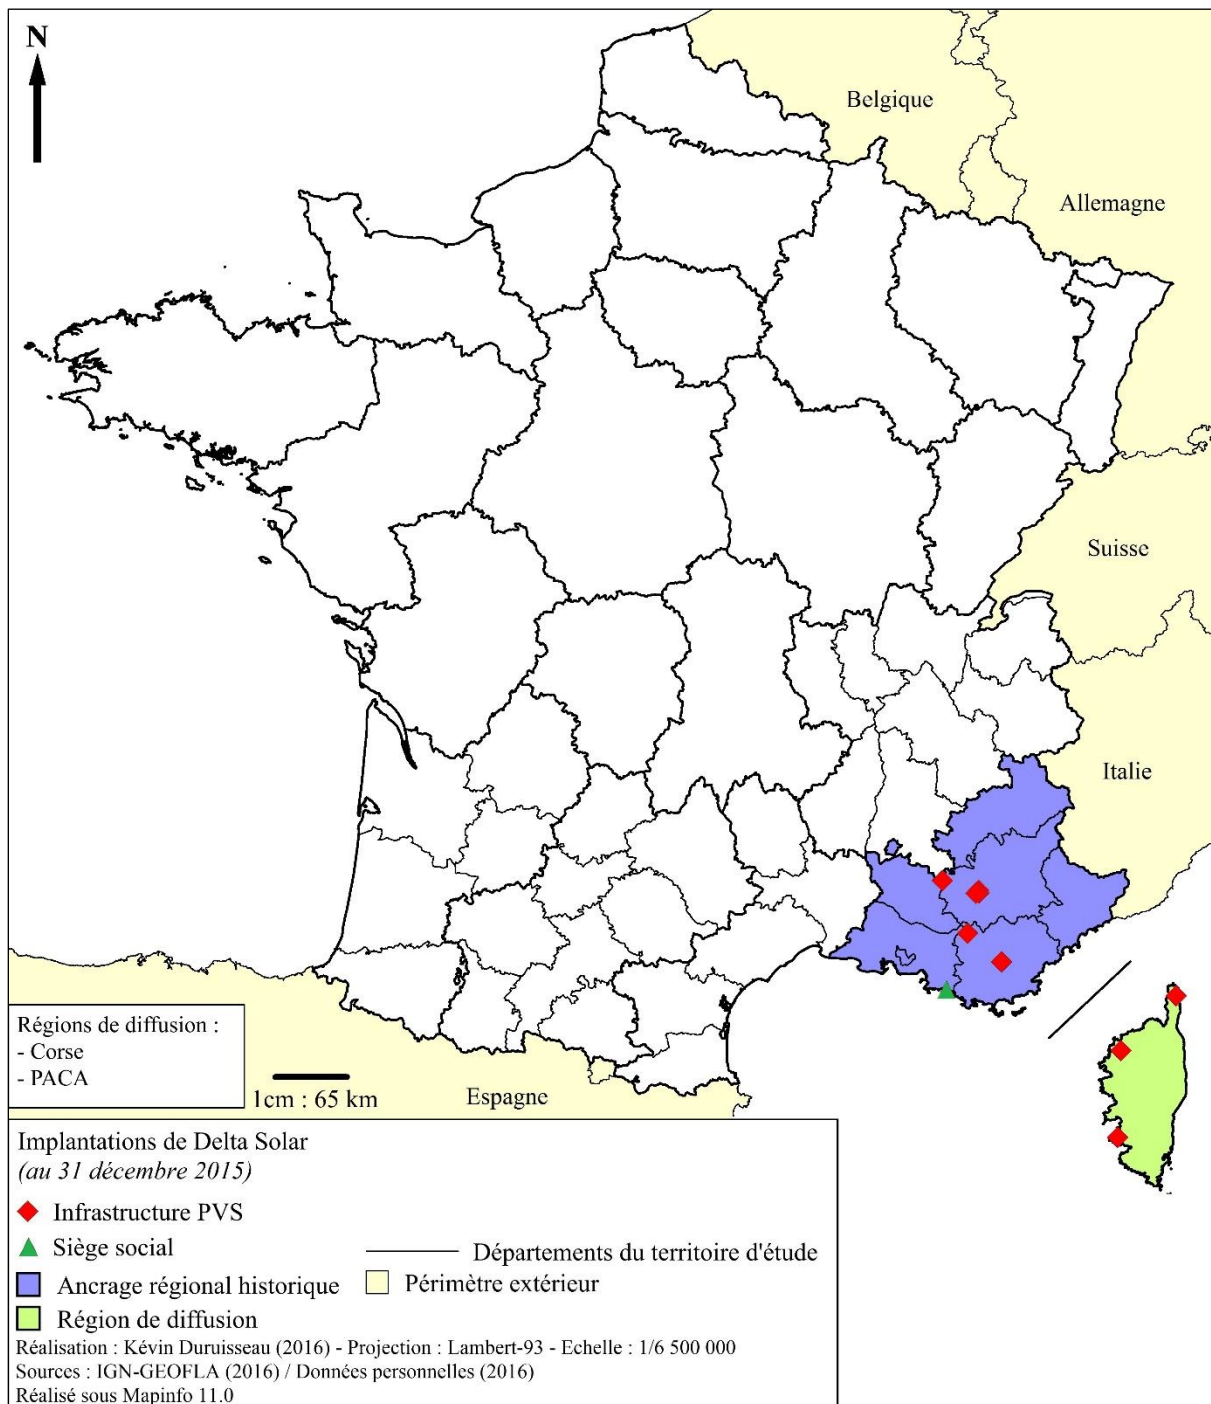 N
Belgique
Allemagne
Suisse
Italie
Régions de diffusion :
- Corse
- PACA
1cm : 65 km
Espagne
Implantations de Delta Solar
(au 31 décembre 2015)
Infrastructure PVS
Siège social
Départements du territoire d'étude
Ancrage régional historique
Périmètre extérieur
Région de diffusion
Réalisation : Kévin Duruisseau (2016) - Projection : Lambert-93 - Echelle : 1/6 500 000
Sources : IGN-GEOFLA (2016) / Données personnelles (2016)
Réalisé sous Mapinfo 11.0